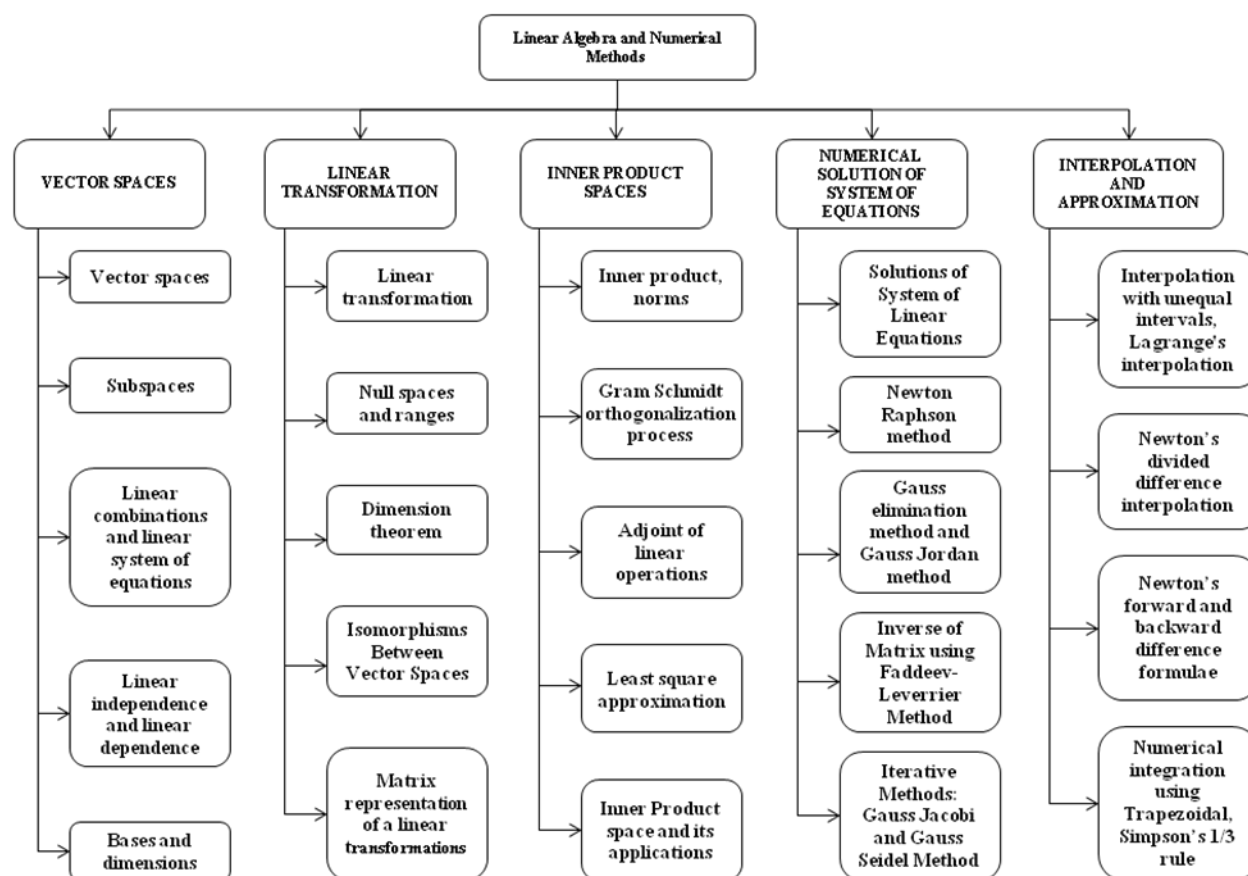 Linear Algebra and Numerical
Methods
VECTOR SPACES
Vector spaces
Subspaces
Linear
combinations
and linear
system of
equations
Linear
independence
and linear
dependence
Bases and
dimensions
LINEAR
TRANSFORMATION
Linear
transformation
Null spaces
and ranges
Dimension
theorem
Isomorphisms
Between
Vector Spaces
Matrix
representation
of a linear
transformations
INNER PRODUCT
SPACES
Inner product,
norms
Gram Schmidt
orthogonalization
process
Adjoint of
linear
operations
Least square
approximation
Inner Product
space and its
applications
NUMERICAL
SOLUTION OF
SYSTEM OF
EQUATIONS
Solutions of
System of
Linear
Equations
Newton
Raphson
method
Gauss
elimination
method and
Gauss Jordan
method
Inverse of
Matrix using
Faddeev-
Leverrier
Method
Iterative
Methods:
Gauss Jacobi
and Gauss
Seidel Method
INTERPOLATION
AND
APPROXIMATION
Interpolation
with unequal
intervals,
Lagrange's
interpolation
Newton’s
divided
difference
interpolation
Newton’s
forward and
backward
difference
formulae
Numerical
integration
using
Trapezoidal,
Simpson’s 1/3
rule